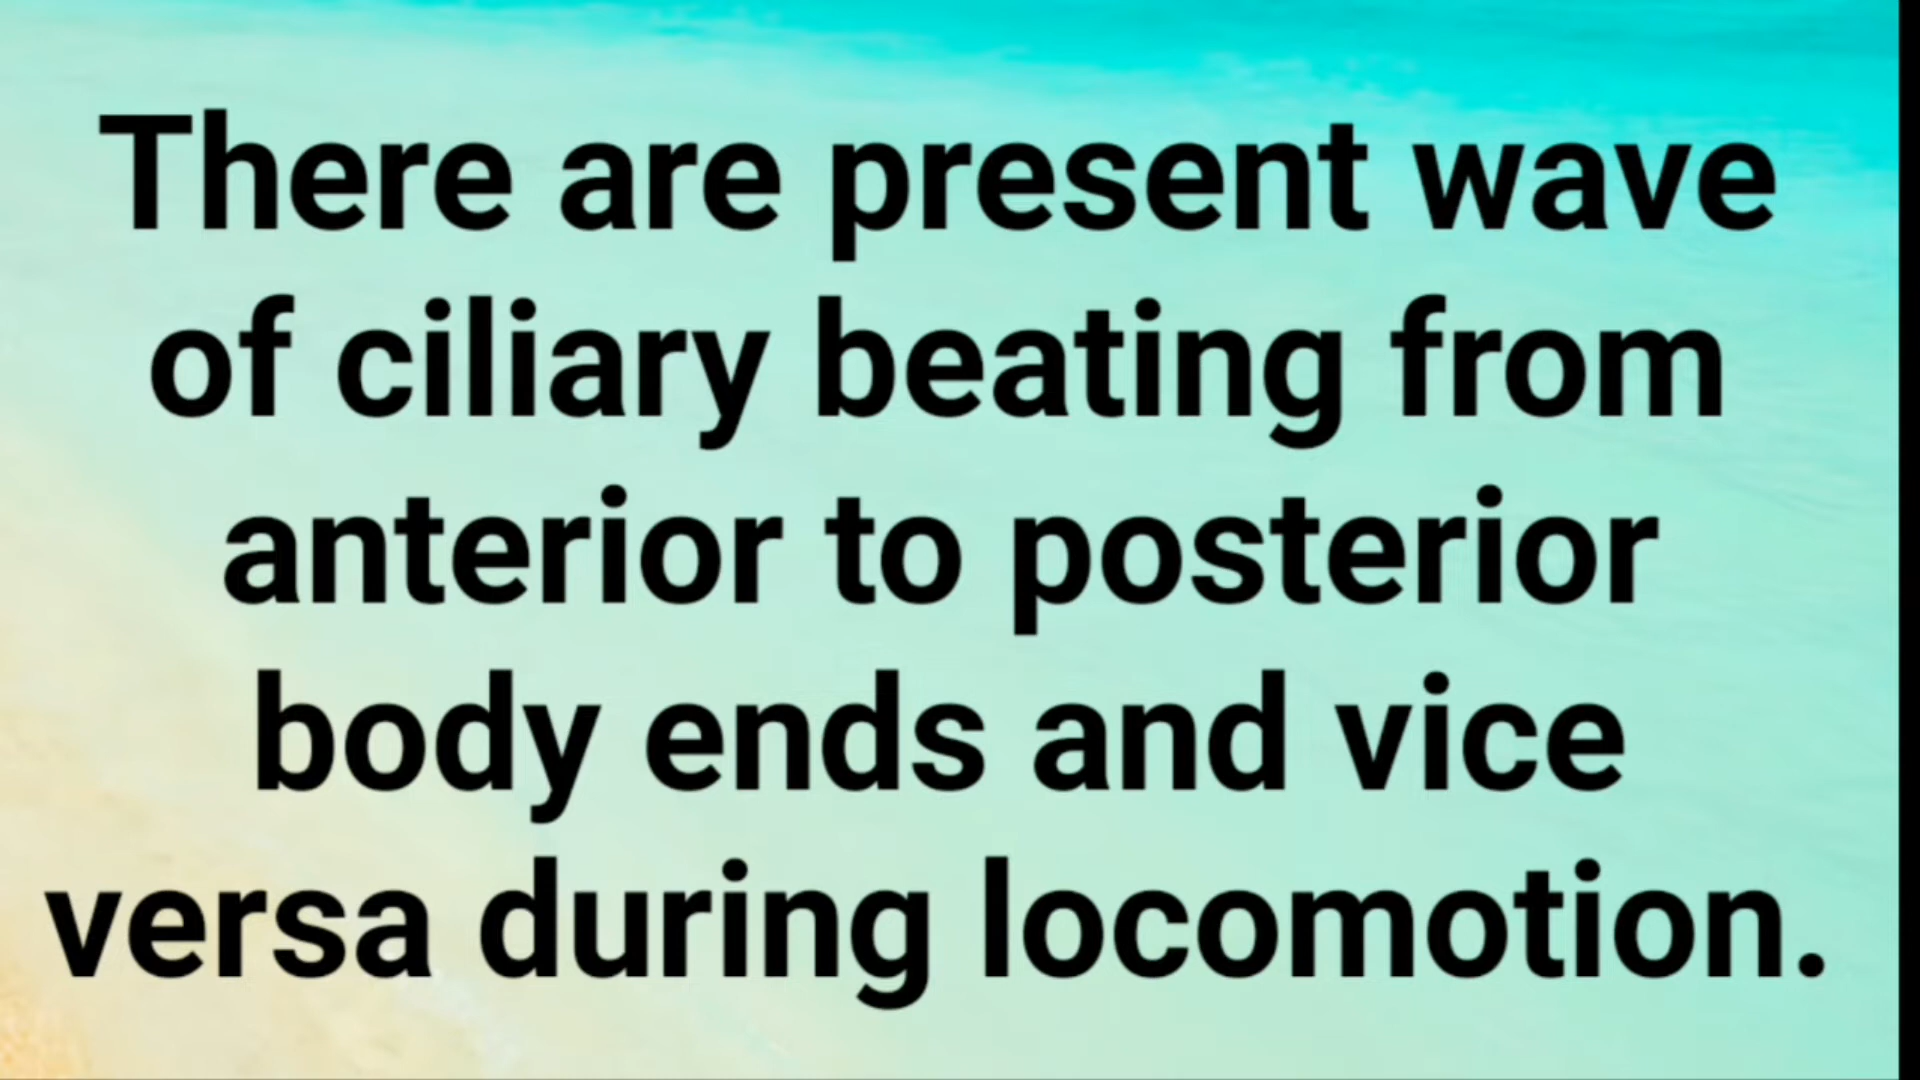 There are present wave
of ciliary beating from
anterior to posterior
body ends and vice
versa during locomotion.